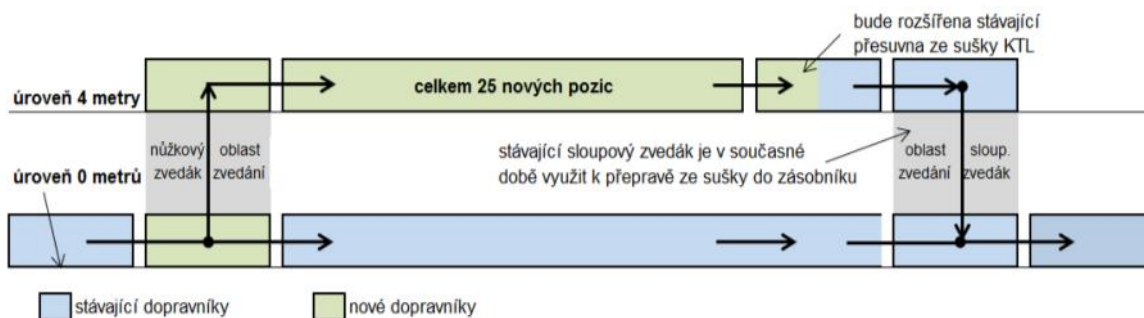 bude rozšířena stávající
přesuvna ze sušky KTL
celkem 25 nových pozic
úroveň 4 metry
nůžkový
zvedák
oblast
zvedání
stávající sloupový zvedák je v současné
době využit k přepravě ze sušky do zásobníku
oblast
zvedání
sloup.
zvedák
úroveň 0 metrů
stávající dopravníky
nové dopravníky